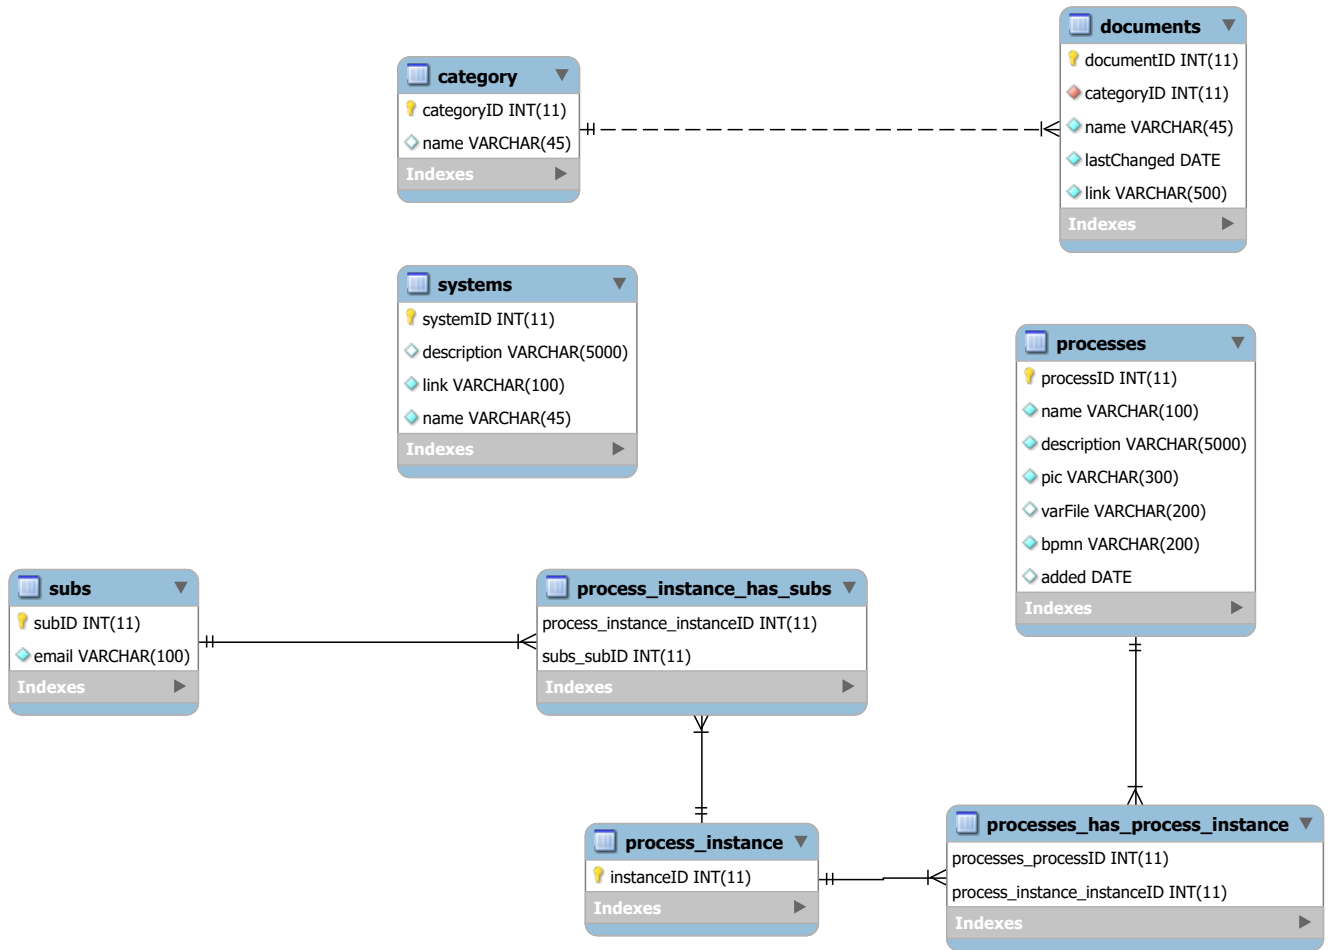 documents
documentID INT(11)
categoryID INT(11)
name VARCHAR(45)
lastChanged DATE
link VARCHAR(500)
Indexes
category
categoryID INT(11)
name VARCHAR(45)
Indexes
systems
systemID INT(11)
description VARCHAR(5000)
link VARCHAR(100)
name VARCHAR(45)
Indexes
processes
processID INT(11)
name VARCHAR(100)
description VARCHAR(5000)
pic VARCHAR(300)
varFile VARCHAR(200)
bpmn VARCHAR(200)
added DATE
Indexes
subs
subID INT(11)
email VARCHAR(100)
Indexes
process_instance_has_subs
process_instance_instanceID INT(11)
subs_subID INT(11)
Indexes
process_instance
instanceID INT(11)
Indexes
processes_has_process_instance
processes_processID INT(11)
process_instance_instanceID INT(11)
Indexes